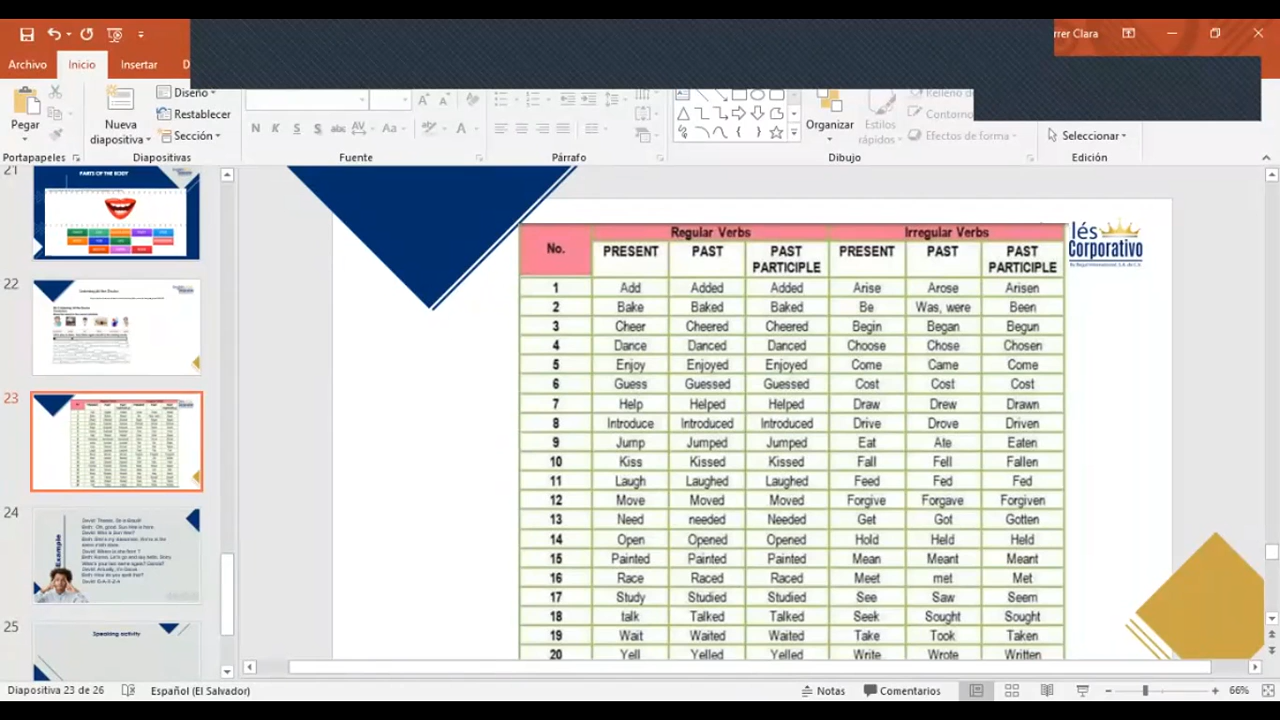 rrer Clara
Archivo Inicio Insertar D
Diseño
Restablecer
Sección
Pegar
Nueva
diapositiva
N K S S abc AV Aa A
Organizar
Estilos
rápidos
Relleno de
Contorno
Efectos de forma
Seleccionar
Portapapeles Diapositivas Fuente Párrafo Dibujo Edición
21
PARTS OF THE BODY
22
23
24
Example
25
Speaking activity
lés
Corporativo
No. Regular Verbs Irregular Verbs
PRESENT PAST PAST PARTICIPLE PRESENT PAST PAST PARTICIPLE
1 Add Added Added Arise Arose Arisen
2 Bake Baked Baked Be Was, were Been
3 Cheer Cheered Cheered Begin Began Begun
4 Dance Danced Danced Choose Chose Chosen
5 Enjoy Enjoyed Enjoyed Come Came Come
6 Guess Guessed Guessed Cost Cost Cost
7 Help Helped Helped Draw Drew Drawn
8 Introduce Introduced Introduced Drive Drove Driven
9 Jump Jumped Jumped Eat Ate Eaten
10 Kiss Kissed Kissed Fall Fell Fallen
11 Laugh Laughed Laughed Feed Fed Fed
12 Move Moved Moved Forgive Forgave Forgiven
13 Need needed Needed Get Got Gotten
14 Open Opened Opened Hold Held Held
15 Painted Painted Painted Mean Meant Meant
16 Race Raced Raced Meet met Met
17 Study Studied Studied See Saw Seem
18 talk Talked Talked Seek Sought Sought
19 Wait Waited Waited Take Took Taken
20 Yell Yelled Yelled Write Wrote Written
Diapositiva 23 de 26 Español (El Salvador) Notas Comentarios 66%